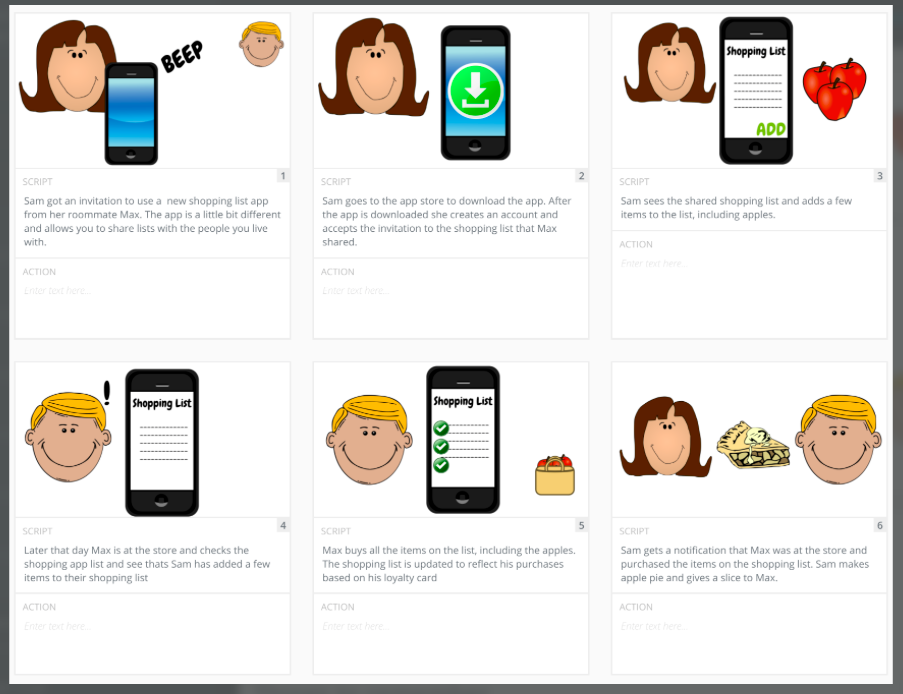 BEEP
1
SCRIPT
Sam got an invitation to use a new shopping list app
from her roommate Max. The app is a little bit different
and allows you to share lists with the people you live
with.
ACTION
Enter text here...
2
SCRIPT
Sam goes to the app store to download the app. After
the app is downloaded she creates an account and
accepts the invitation to the shopping list that Max
shared.
ACTION
Enter text here...
Shopping List
ADD
3
SCRIPT
Sam sees the shared shopping list and adds a few
items to the list, including apples.
ACTION
Enter text here...
!
Shopping List
4
SCRIPT
Later that day Max is at the store and checks the
shopping app list and see thats Sam has added a few
items to their shopping list
ACTION
Enter text here...
Shopping List
5
SCRIPT
Max buys all the items on the list, including the apples.
The shopping list is updated to reflect his purchases
based on his loyalty card
ACTION
Enter text here...
6
SCRIPT
Sam gets a notification that Max was at the store and
purchased the items on the shopping list. Sam makes
apple pie and gives a slice to Max.
ACTION
Enter text here...